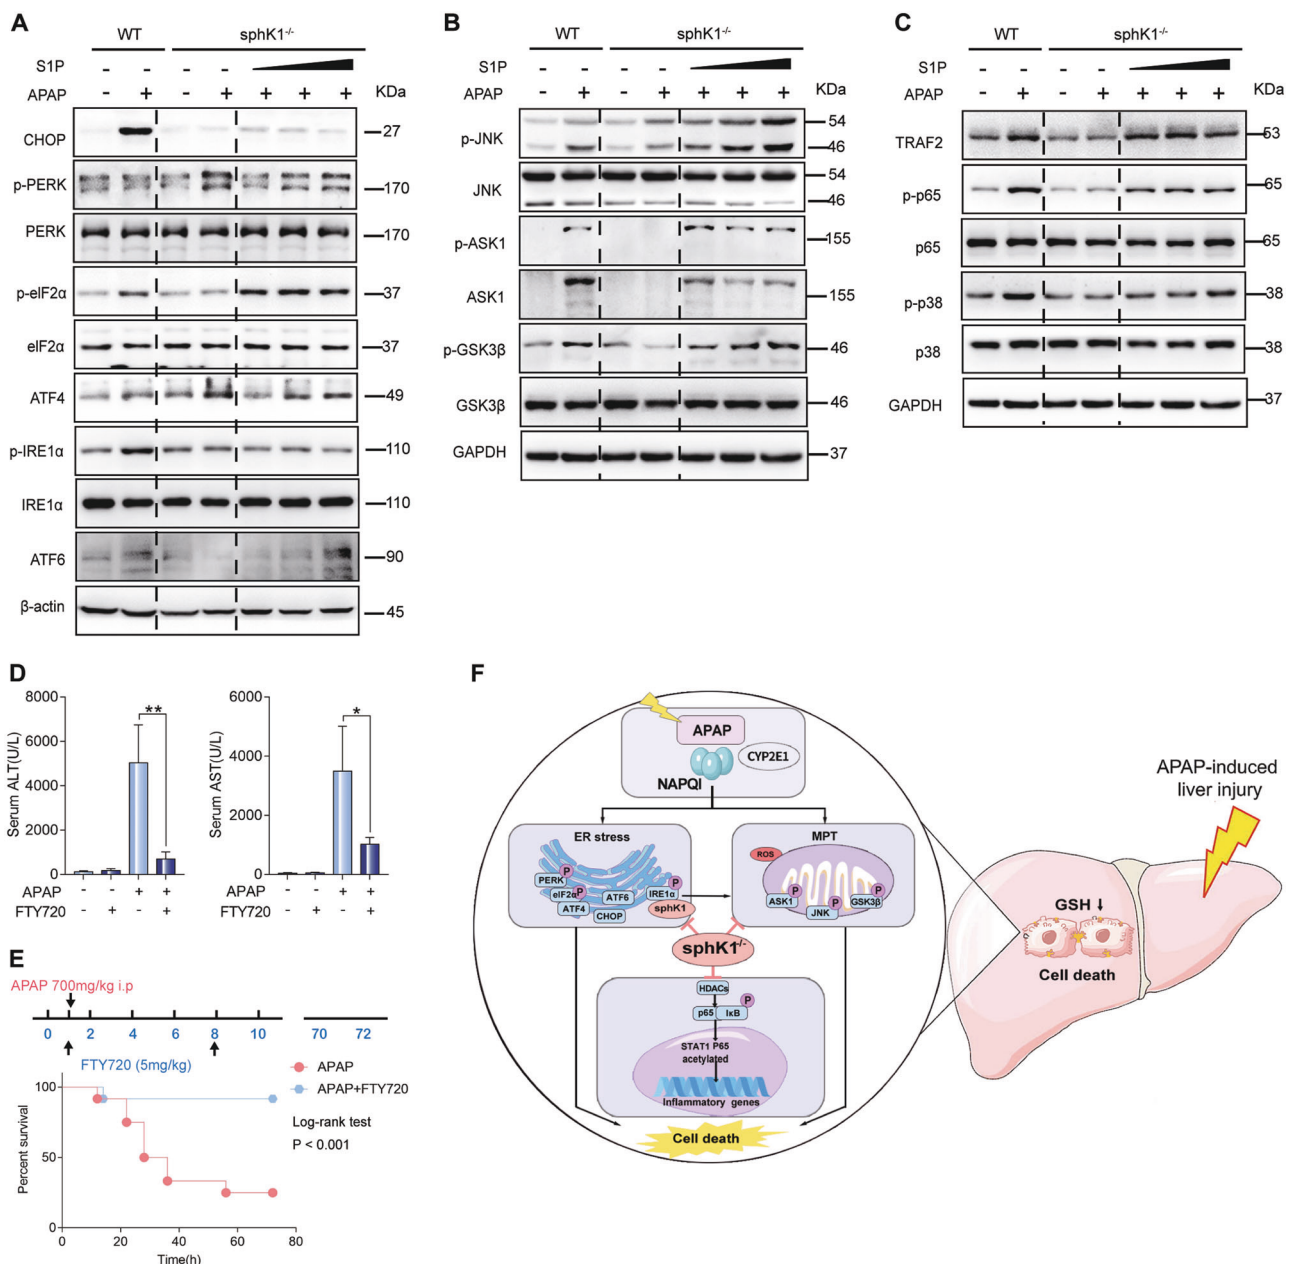 A
WT sphK1-/-
S1P - - - -
APAP - + - + + + + KDa
CHOP 27
p-PERK 170
PERK 170
p-eIF2α 37
eIF2α 37
ATF4 49
p-IRE1α 110
IRE1α 110
ATF6 90
β-actin 45
B
WT sphK1-/-
S1P - - - -
APAP - + - + + + + KDa
p-JNK 54
46
JNK 54
46
p-ASK1 155
ASK1 155
p-GSK3β 46
GSK3β 46
GAPDH 37
C
WT sphK1-/-
S1P - - - -
APAP - + - + + + + KDa
TRAF2 53
p-p65 65
p65 65
p-p38 38
p38 38
GAPDH 37
D
Serum ALT(U/L)
8000
6000
4000
2000
0
**
APAP - - + +
FTY720 - + - +
Serum AST(U/L)
6000
4000
2000
0
*
APAP - - + +
FTY720 - + - +
E
APAP 700mg/kg i.p
0 2 4 6 8 10 70 72
FTY720 (5mg/kg)
APAP
APAP+FTY720
Log-rank test
P < 0.001
Percent survival
100
50
0
0 20 40 60 80
Time(h)
F
APAP
CYP2E1
NAPQI
ER stress
PERK P
eIF2α P
ATF4
ATF6
CHOP
IRE1α P
sphK1
MPT
ROS
ASK1 P
JNK P
GSK3β P
sphK1-/-
HDACs
p65 IκB P
STAT1 P65
acetylated
Inflammatory genes
Cell death
APAP-induced
liver injury
GSH ↓
Cell death